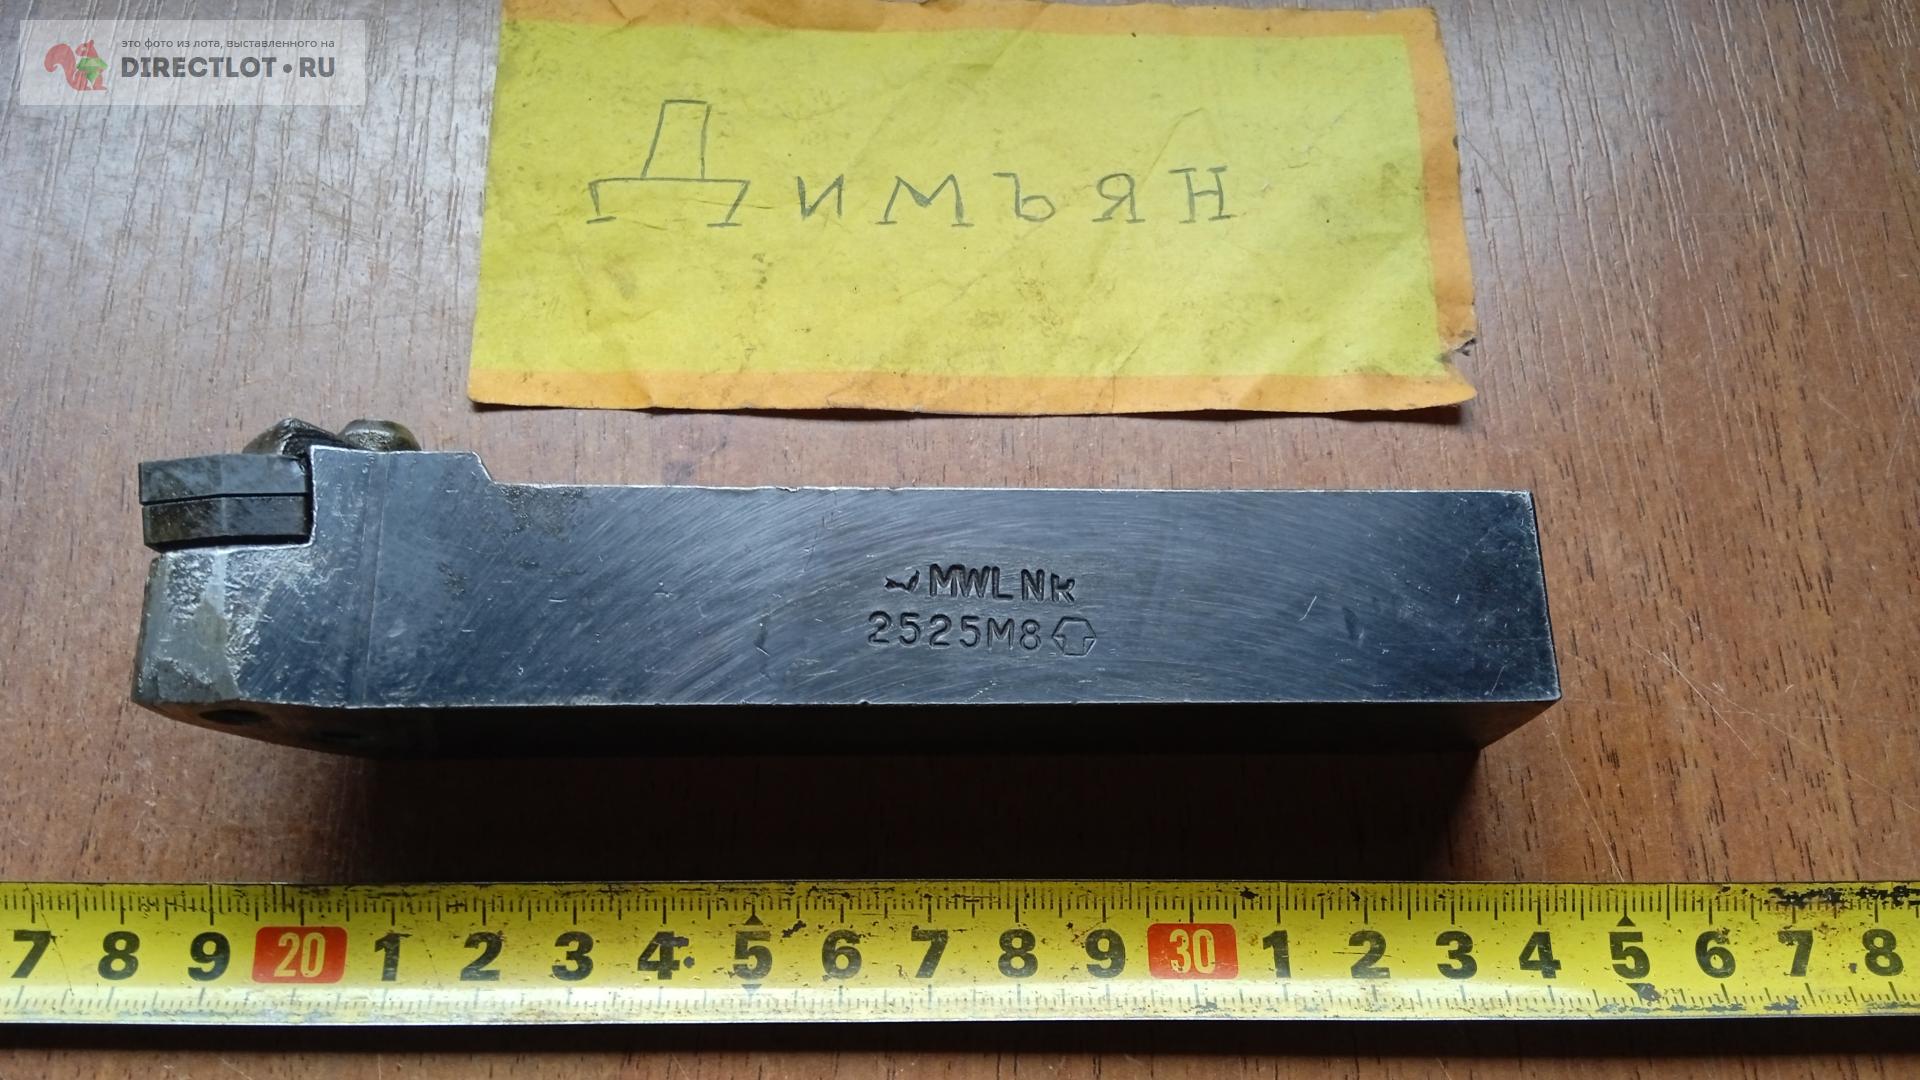 это фото из лота, выставленного на
DIRECTLOT•RU
Димъян
MWLNR
2525M8
7 8 9 20 1 2 3 4 5 6 7 8 9 30 1 2 3 4 5 6 7 8